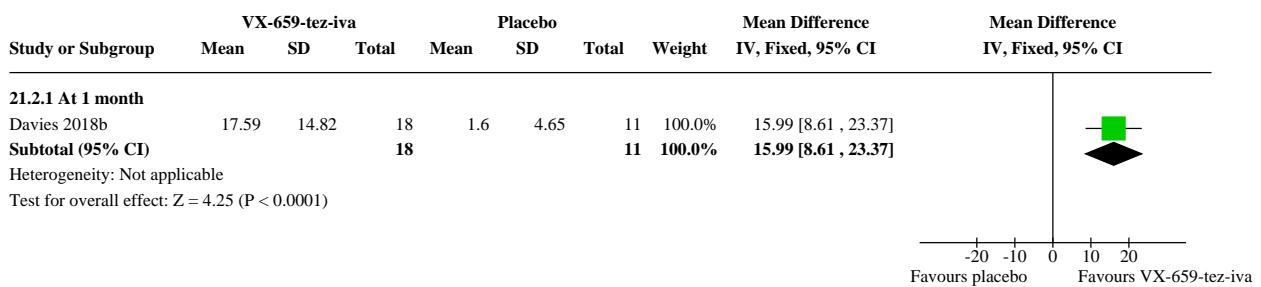 VX-659-tez-iva Placebo Mean Difference Mean Difference
Study or Subgroup Mean SD Total Mean SD Total Weight IV, Fixed, 95% CI IV, Fixed, 95% CI
21.2.1 At 1 month
Davies 2018b 17.59 14.82 18 1.6 4.65 11 100.0% 15.99 [8.61 , 23.37]
Subtotal (95% CI) 18 11 100.0% 15.99 [8.61 , 23.37]
Heterogeneity: Not applicable
Test for overall effect: Z = 4.25 (P < 0.0001)
-20 -10 0 10 20
Favours placebo Favours VX-659-tez-iva